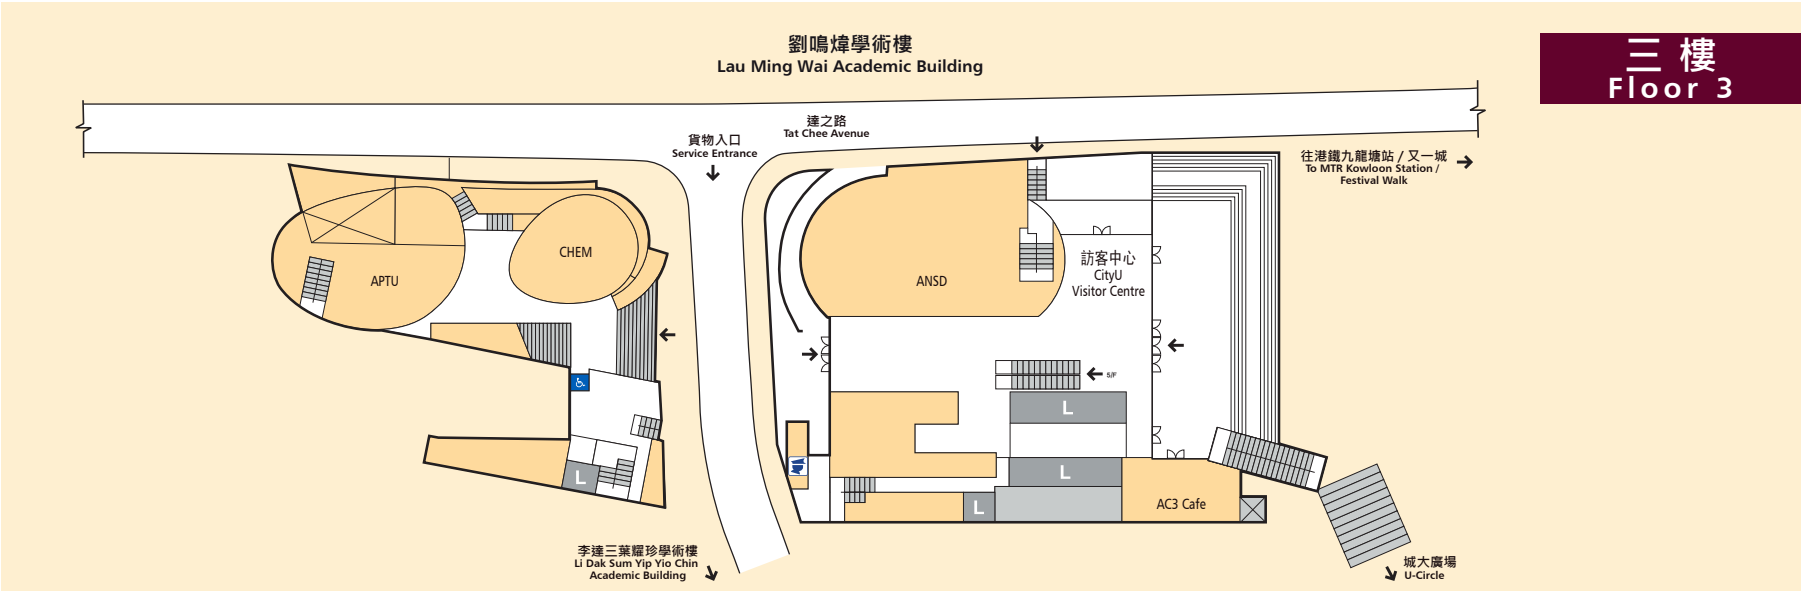 劉鳴煒學術樓
Lau Ming Wai Academic Building
三樓
Floor 3
達之路
Tat Chee Avenue
貨物入口
Service Entrance
往港鐵九龍塘站 / 又一城
To MTR Kowloon Station /
Festival Walk
CHEM
APTU
ANSD
訪客中心
CityU
Visitor Centre
5/F
L
L
L
L
AC3 Cafe
李達三葉耀珍學術樓
Li Dak Sum Yip Yio Chin
Academic Building
城大廣場
U-Circle